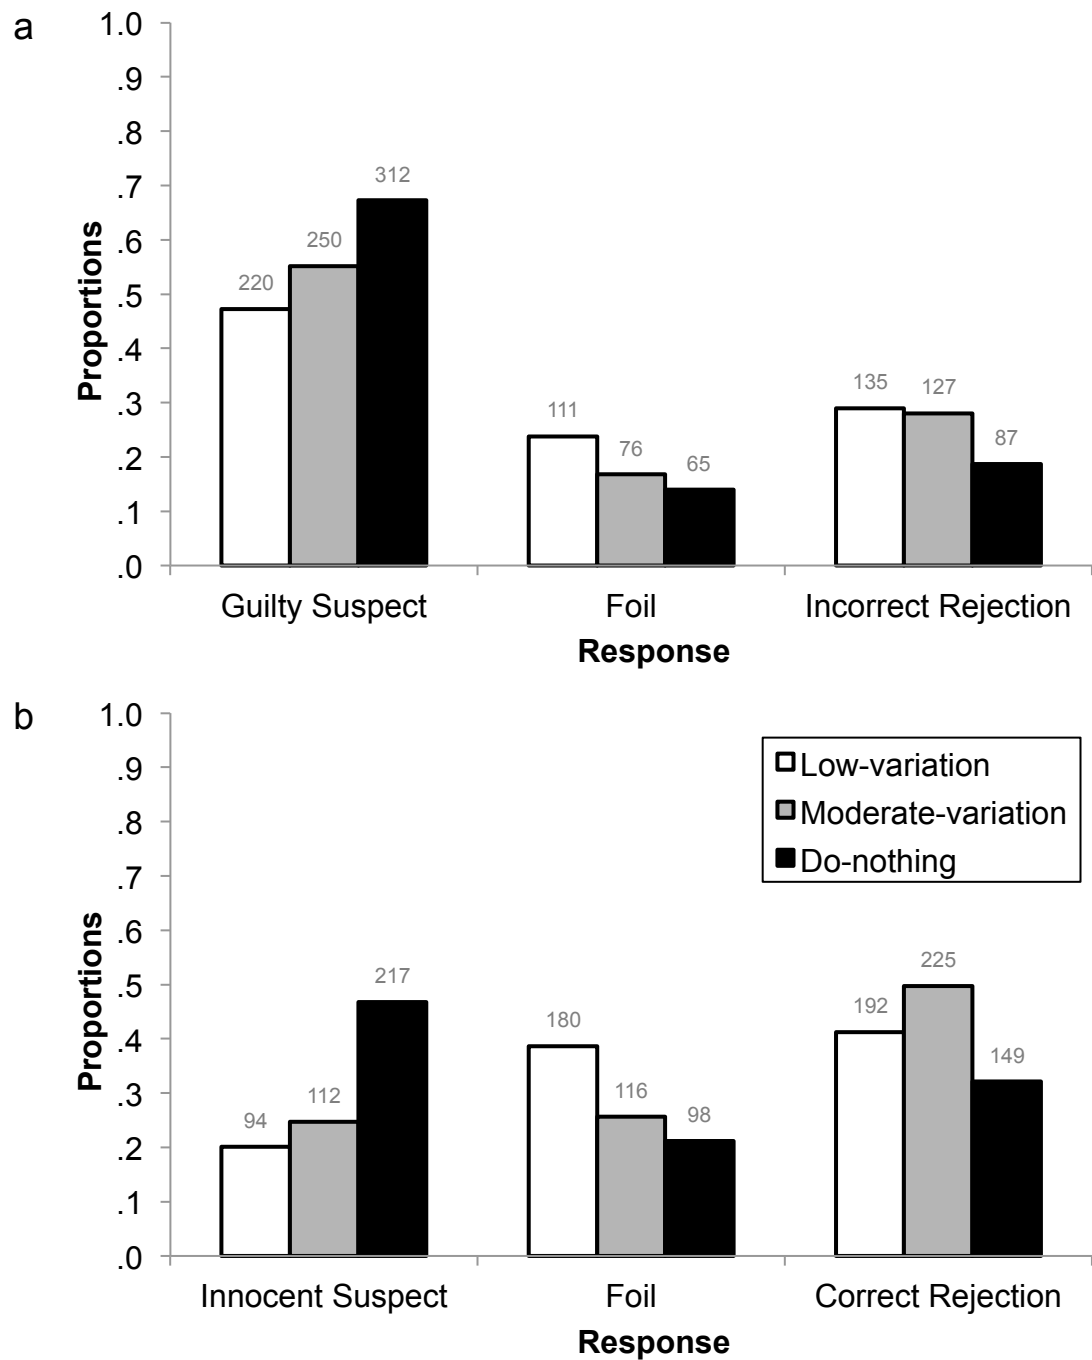 a
1.0
.9
.8
.7
.6
.5
.4
.3
.2
.1
.0
Proportions
220
250
312
111
76
65
135
127
87
Guilty Suspect
Foil
Incorrect Rejection
Response
b
1.0
.9
.8
.7
.6
.5
.4
.3
.2
.1
.0
Proportions
Low-variation
Moderate-variation
Do-nothing
94
112
217
180
116
98
192
225
149
Innocent Suspect
Foil
Correct Rejection
Response